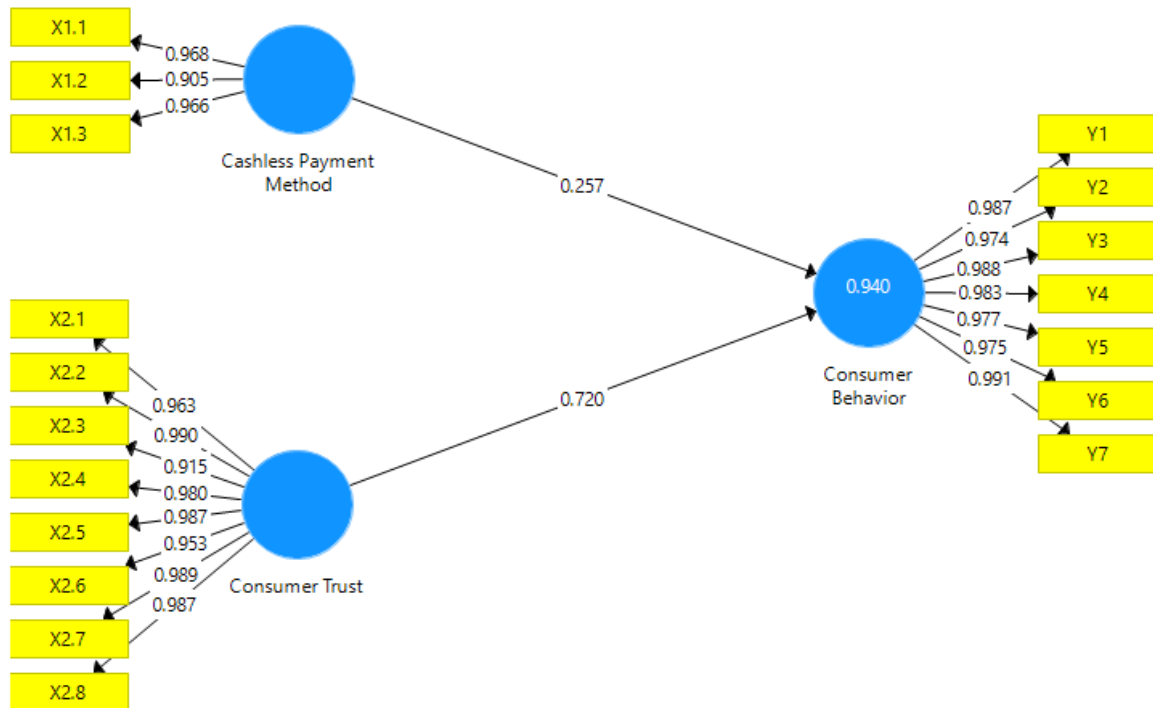 X1.1
0.968
X1.2
0.905
X1.3
0.966
Cashless Payment
Method
0.257
Y1
0.987
Y2
0.974
Y3
0.988
0.940
0.983
Y4
0.977
Y5
0.975
Y6
0.991
Y7
Consumer
Behavior
X2.1
X2.2
0.963
X2.3
0.990
0.915
X2.4
0.980
0.987
X2.5
0.953
X2.6
0.989
0.987
X2.7
X2.8
Consumer Trust
0.720